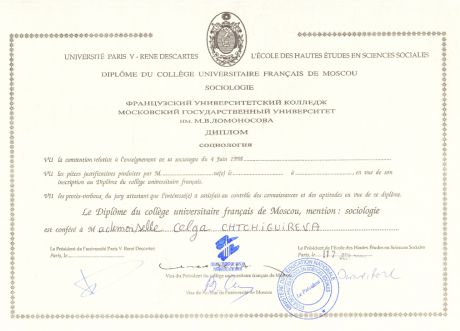 UNIVERSITÉ PARIS V - RENE DESCARTES
L'ÉCOLE DES HAUTES ÉTUDES EN SCIENCES SOCIALES
DIPLÔME DU COLLÈGE UNIVERSITAIRE FRANÇAIS DE MOSCOU
SOCIOLOGIE
ФРАНЦУЗСКИЙ УНИВЕРСИТЕТСКИЙ КОЛЛЕДЖ
МОСКОВСКИЙ ГОСУДАРСТВЕННЫЙ УНИВЕРСИТЕТ
ИМ. М.В.ЛОМОНОСОВА
ДИПЛОМ
СОЦИОЛОГИЯ
VU la convention relative à l'enseignement de la sociologie du 4 Juin 1998
VU les pièces justificatives produites par M. né(e) le à , en vue de son
inscription au Diplôme du collège universitaire français.
VU les procès-verbaux du jury attestant que l'intéressé(e) a satisfait au contrôle des connaissances et des aptitudes en vue de ce diplôme.
Le Diplôme du collège universitaire français de Moscou, mention : sociologie
est conféré à Mademoiselle Olga CHTCHIGUIREVA
Le Président de l'université Paris V René Descartes
Paris, le
Le Président de l'École des Hautes Études en Sciences Sociales
Paris, le
Visa du Président du collège universitaire français de Moscou
Visa du Recteur de l'université de Moscou
Le Président